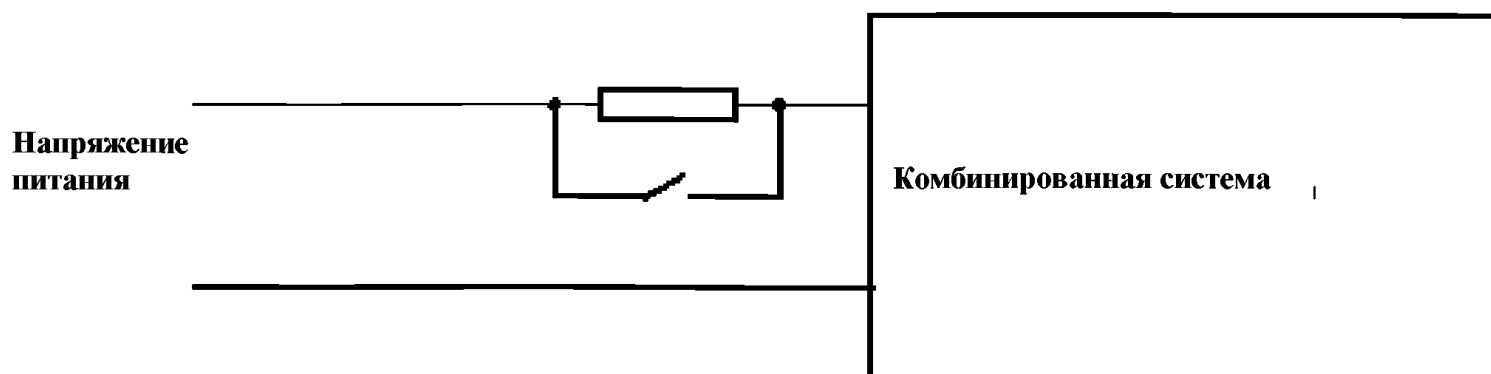 Напряжение
питания
Комбинированная система